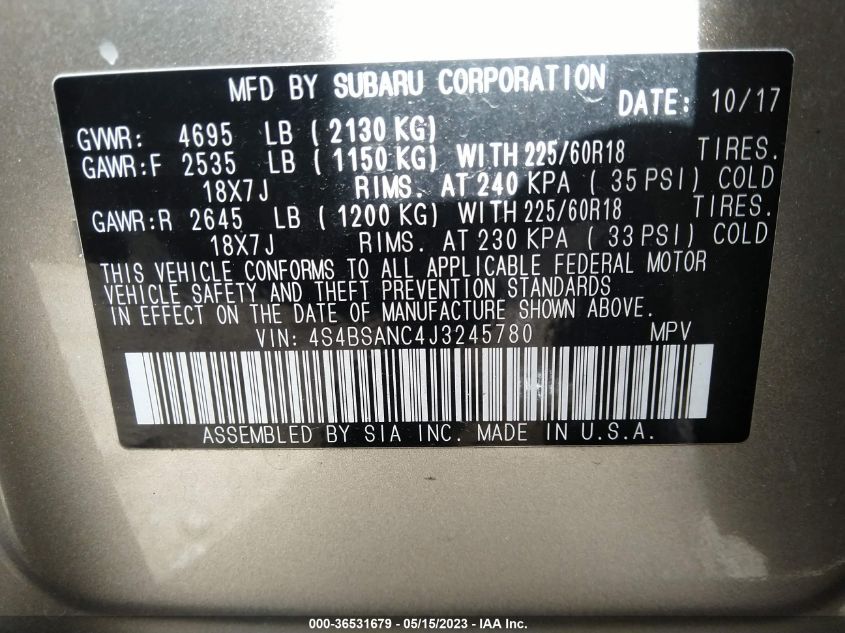 MFD BY SUBARU CORPORATION DATE: 10/17
GVWR: 4695 LB ( 2130 KG)
GAWR:F 2535 LB ( 1150 KG) WITH 225/60R18 TIRES.
18X7J RIMS. AT 240 KPA ( 35 PSI) COLD
GAWR:R 2645 LB ( 1200 KG) WITH 225/60R18 TIRES.
18X7J RIMS. AT 230 KPA ( 33 PSI) COLD
THIS VEHICLE CONFORMS TO ALL APPLICABLE FEDERAL MOTOR
VEHICLE SAFETY AND THEFT PREVENTION STANDARDS
IN EFFECT ON THE DATE OF MANUFACTURE SHOWN ABOVE.
VIN: 4S4BSANC4J3245780 MPV
ASSEMBLED BY SIA INC. MADE IN U.S.A.
000-36531679 - 05/15/2023 - IAA Inc.